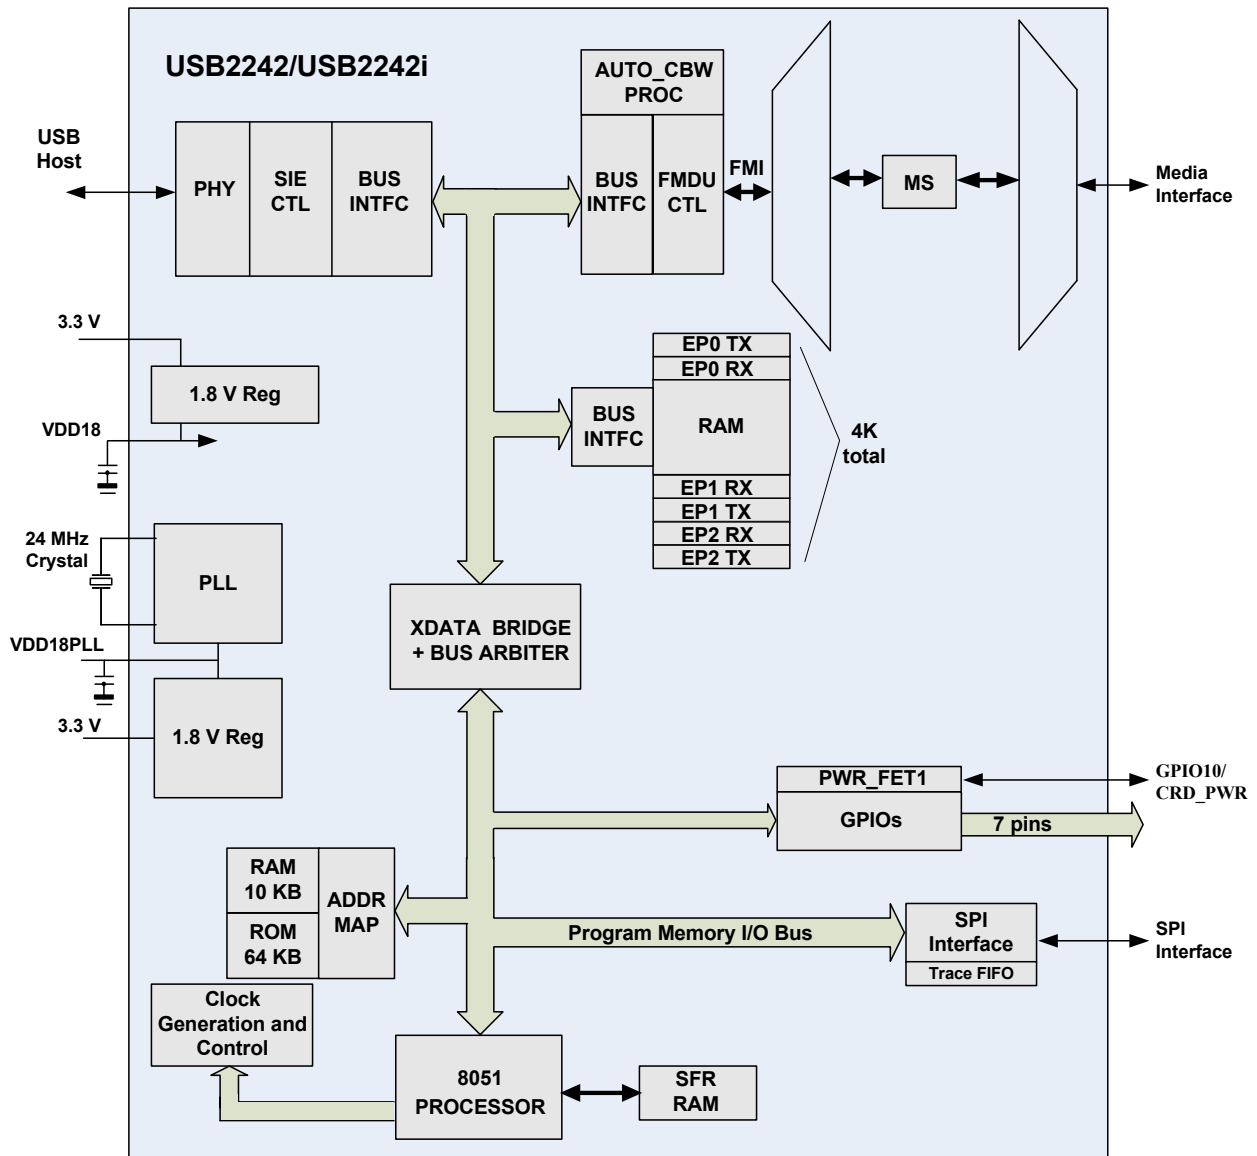 USB2242/USB2242i
AUTO_CBW
PROC
USB
Host
PHY
SIE
CTL
BUS
INTFC
BUS
INTFC
FMDU
CTL
FMI
MS
Media
Interface
3.3 V
1.8 V Reg
VDD18
EP0 TX
EP0 RX
BUS
INTFC
RAM
4K
total
EP1 RX
EP1 TX
EP2 RX
EP2 TX
24 MHz
Crystal
PLL
VDD18PLL
XDATA BRIDGE
+ BUS ARBITER
3.3 V
1.8 V Reg
PWR_FET1
GPIOs
7 pins
GPIO10/
CRD_PWR
RAM
10 KB
ROM
64 KB
ADDR
MAP
Program Memory I/O Bus
SPI
Interface
Trace FIFO
SPI
Interface
Clock
Generation and
Control
8051
PROCESSOR
SFR
RAM